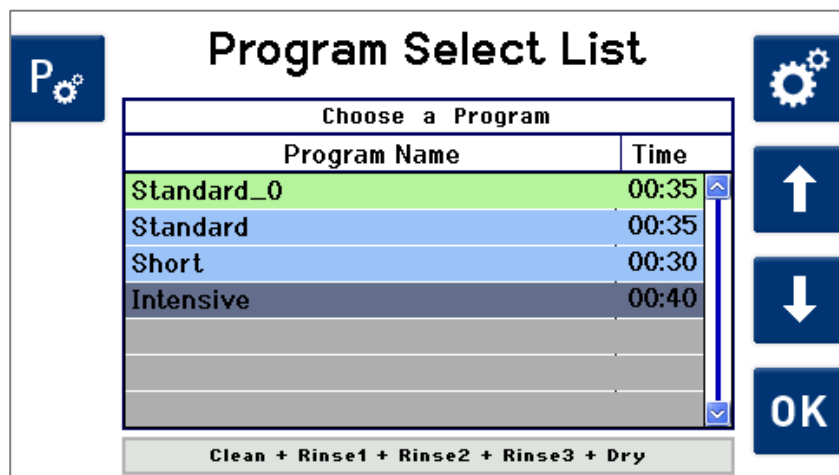 Program Select List
P
Choose a Program
Program Name Time
Standard_0 00:35
Standard 00:35
Short 00:30
Intensive 00:40
OK
Clean + Rinse1 + Rinse2 + Rinse3 + Dry